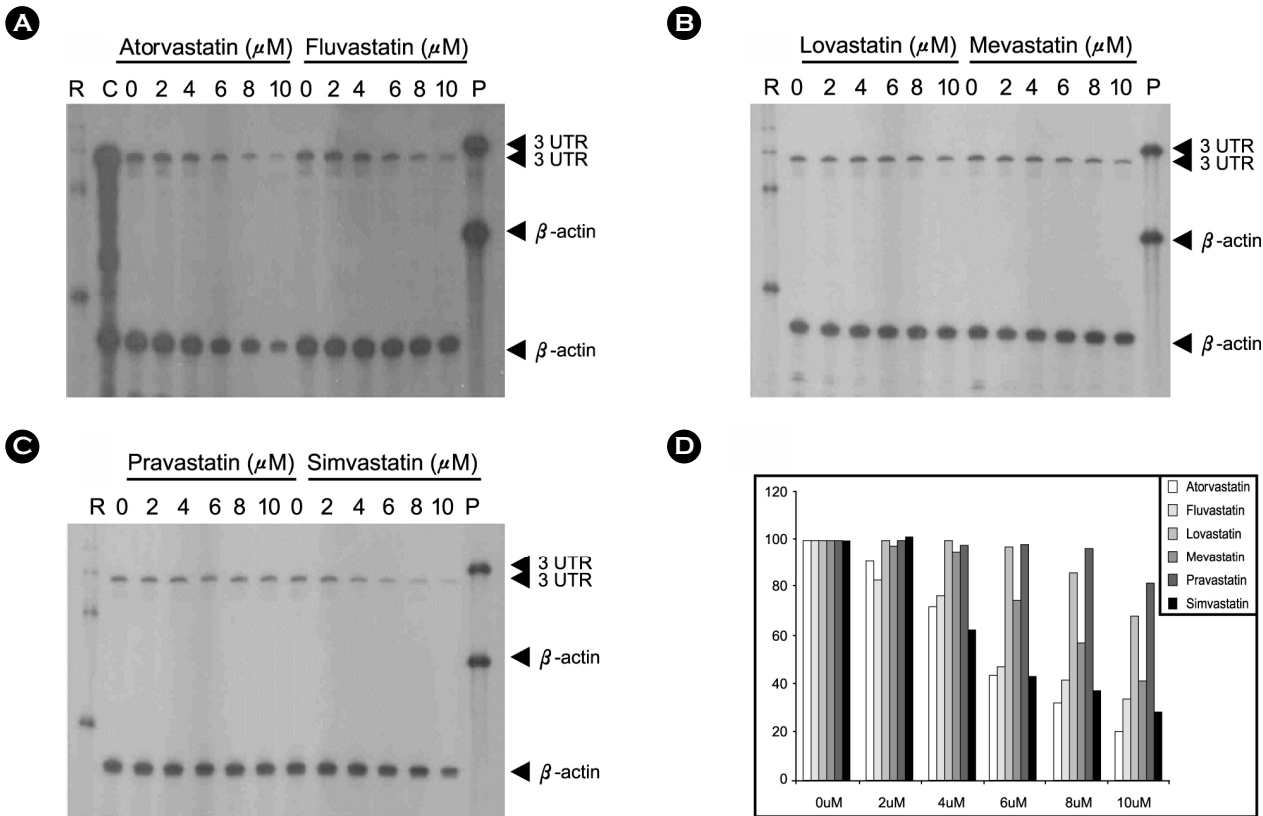 A
Atorvastatin (μM) Fluvastatin (μM)
R C 0 2 4 6 8 10 0 2 4 6 8 10 P
3 UTR
3 UTR
β-actin
β-actin
B
Lovastatin (μM) Mevastatin (μM)
R 0 2 4 6 8 10 0 2 4 6 8 10 P
3 UTR
3 UTR
β-actin
β-actin
C
Pravastatin (μM) Simvastatin (μM)
R 0 2 4 6 8 10 0 2 4 6 8 10 P
3 UTR
3 UTR
β-actin
β-actin
D
120
100
80
60
40
20
0
0uM 2uM 4uM 6uM 8uM 10uM
Atorvastatin
Fluvastatin
Lovastatin
Mevastatin
Pravastatin
Simvastatin